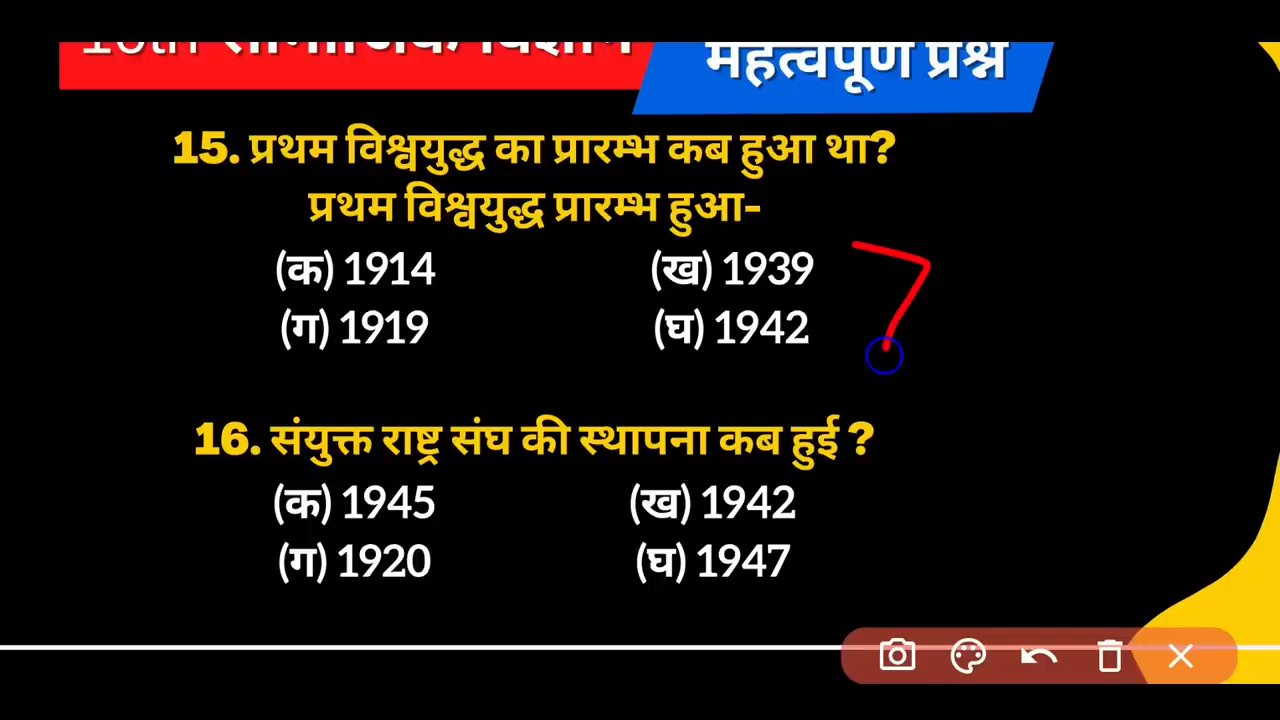 सामाजिक विज्ञान
महत्वपूर्ण प्रश्न
15. प्रथम विश्वयुद्ध का प्रारम्भ कब हुआ था?
प्रथम विश्वयुद्ध प्रारम्भ हुआ-
(क) 1914 (ख) 1939
(ग) 1919 (घ) 1942
16. संयुक्त राष्ट्र संघ की स्थापना कब हुई ?
(क) 1945 (ख) 1942
(ग) 1920 (घ) 1947